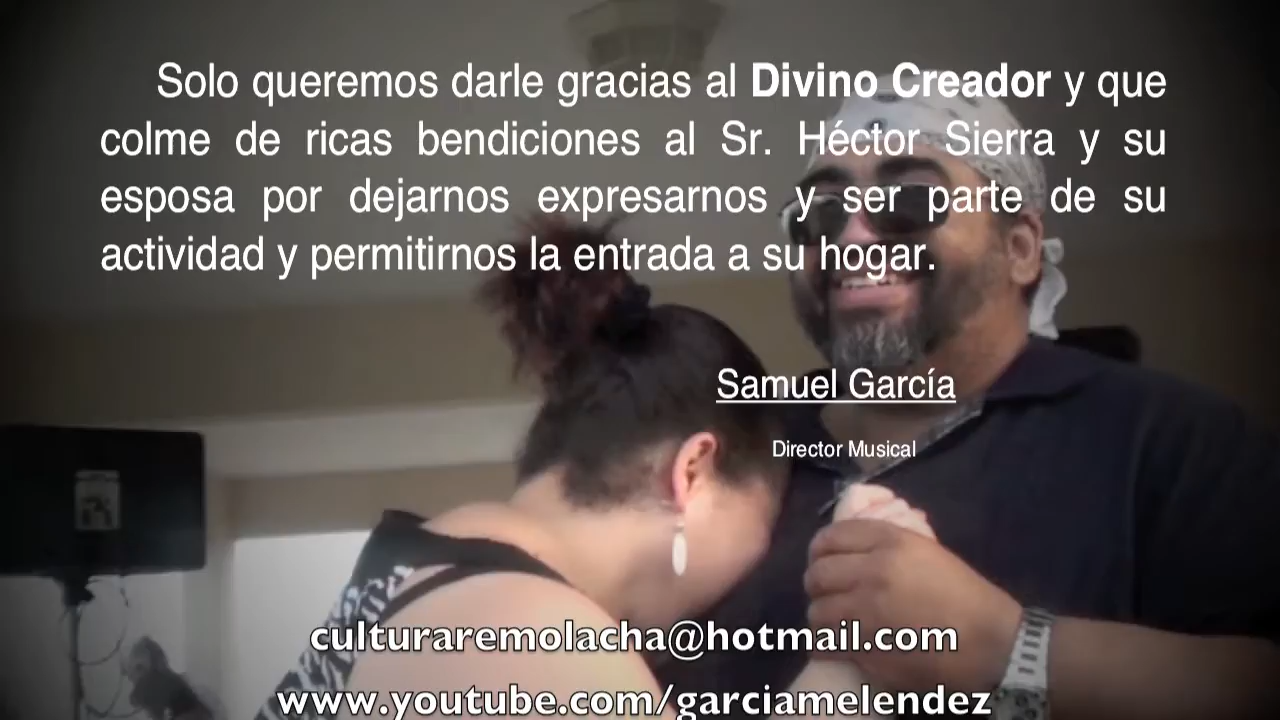 Solo queremos darle gracias al Divino Creador y que
colme de ricas bendiciones al Sr. Héctor Sierra y su
esposa por dejarnos expresarnos y ser parte de su
actividad y permitirnos la entrada a su hogar.
Samuel García
Director Musical
culturaremolacha@hotmail.com
www.youtube.com/garciamelendez